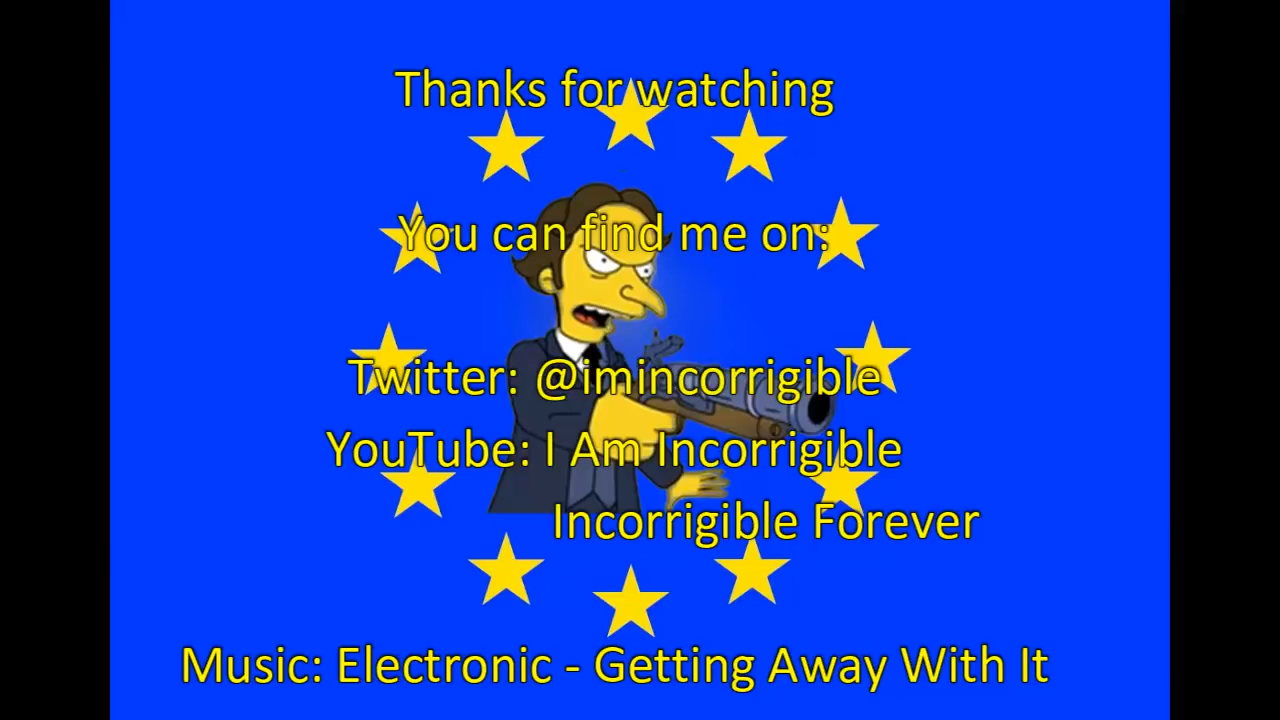 Thanks for watching
You can find me on:
Twitter: @imincorrigible
YouTube: I Am Incorrigible
Incorrigible Forever
Music: Electronic - Getting Away With It